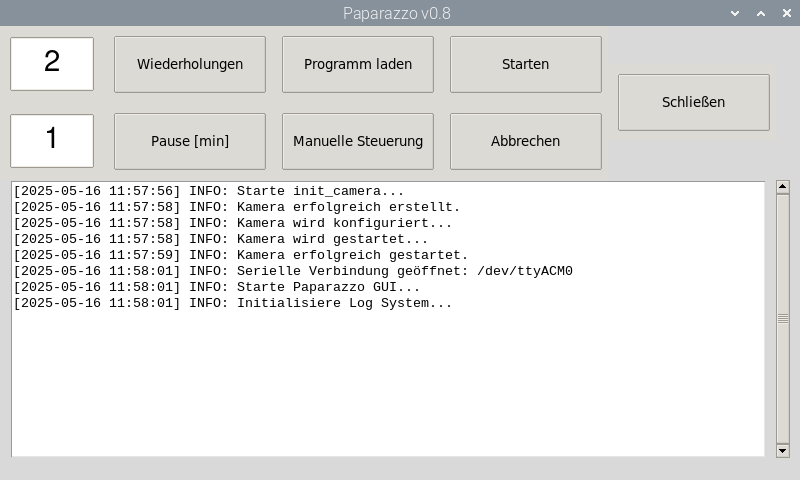 Paparazzo v0.8
2 Wiederholungen Programm laden Starten
Schließen
1 Pause [min] Manuelle Steuerung Abbrechen
[2025-05-16 11:57:56] INFO: Starte init_camera...
[2025-05-16 11:57:58] INFO: Kamera erfolgreich erstellt.
[2025-05-16 11:57:58] INFO: Kamera wird konfiguriert...
[2025-05-16 11:57:58] INFO: Kamera wird gestartet...
[2025-05-16 11:57:59] INFO: Kamera erfolgreich gestartet.
[2025-05-16 11:58:01] INFO: Serielle Verbindung geöffnet: /dev/ttyACM0
[2025-05-16 11:58:01] INFO: Starte Paparazzo GUI...
[2025-05-16 11:58:01] INFO: Initialisiere Log System...